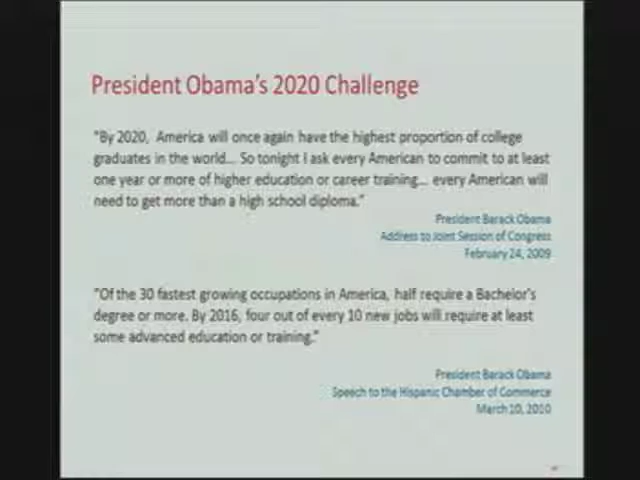 President Obama's 2020 Challenge
"By 2020, America will once again have the highest proportion of college
graduates in the world... So tonight I ask every American to commit to at least
one year or more of higher education or career training... every American will
need to get more than a high school diploma."
President Barack Obama
Address to Joint Session of Congress
February 24, 2009
"Of the 30 fastest growing occupations in America, half require a Bachelor's
degree or more. By 2016, four out of every 10 new jobs will require at least
some advanced education or training."
President Barack Obama
Speech to the Hispanic Chamber of Commerce
March 10, 2010